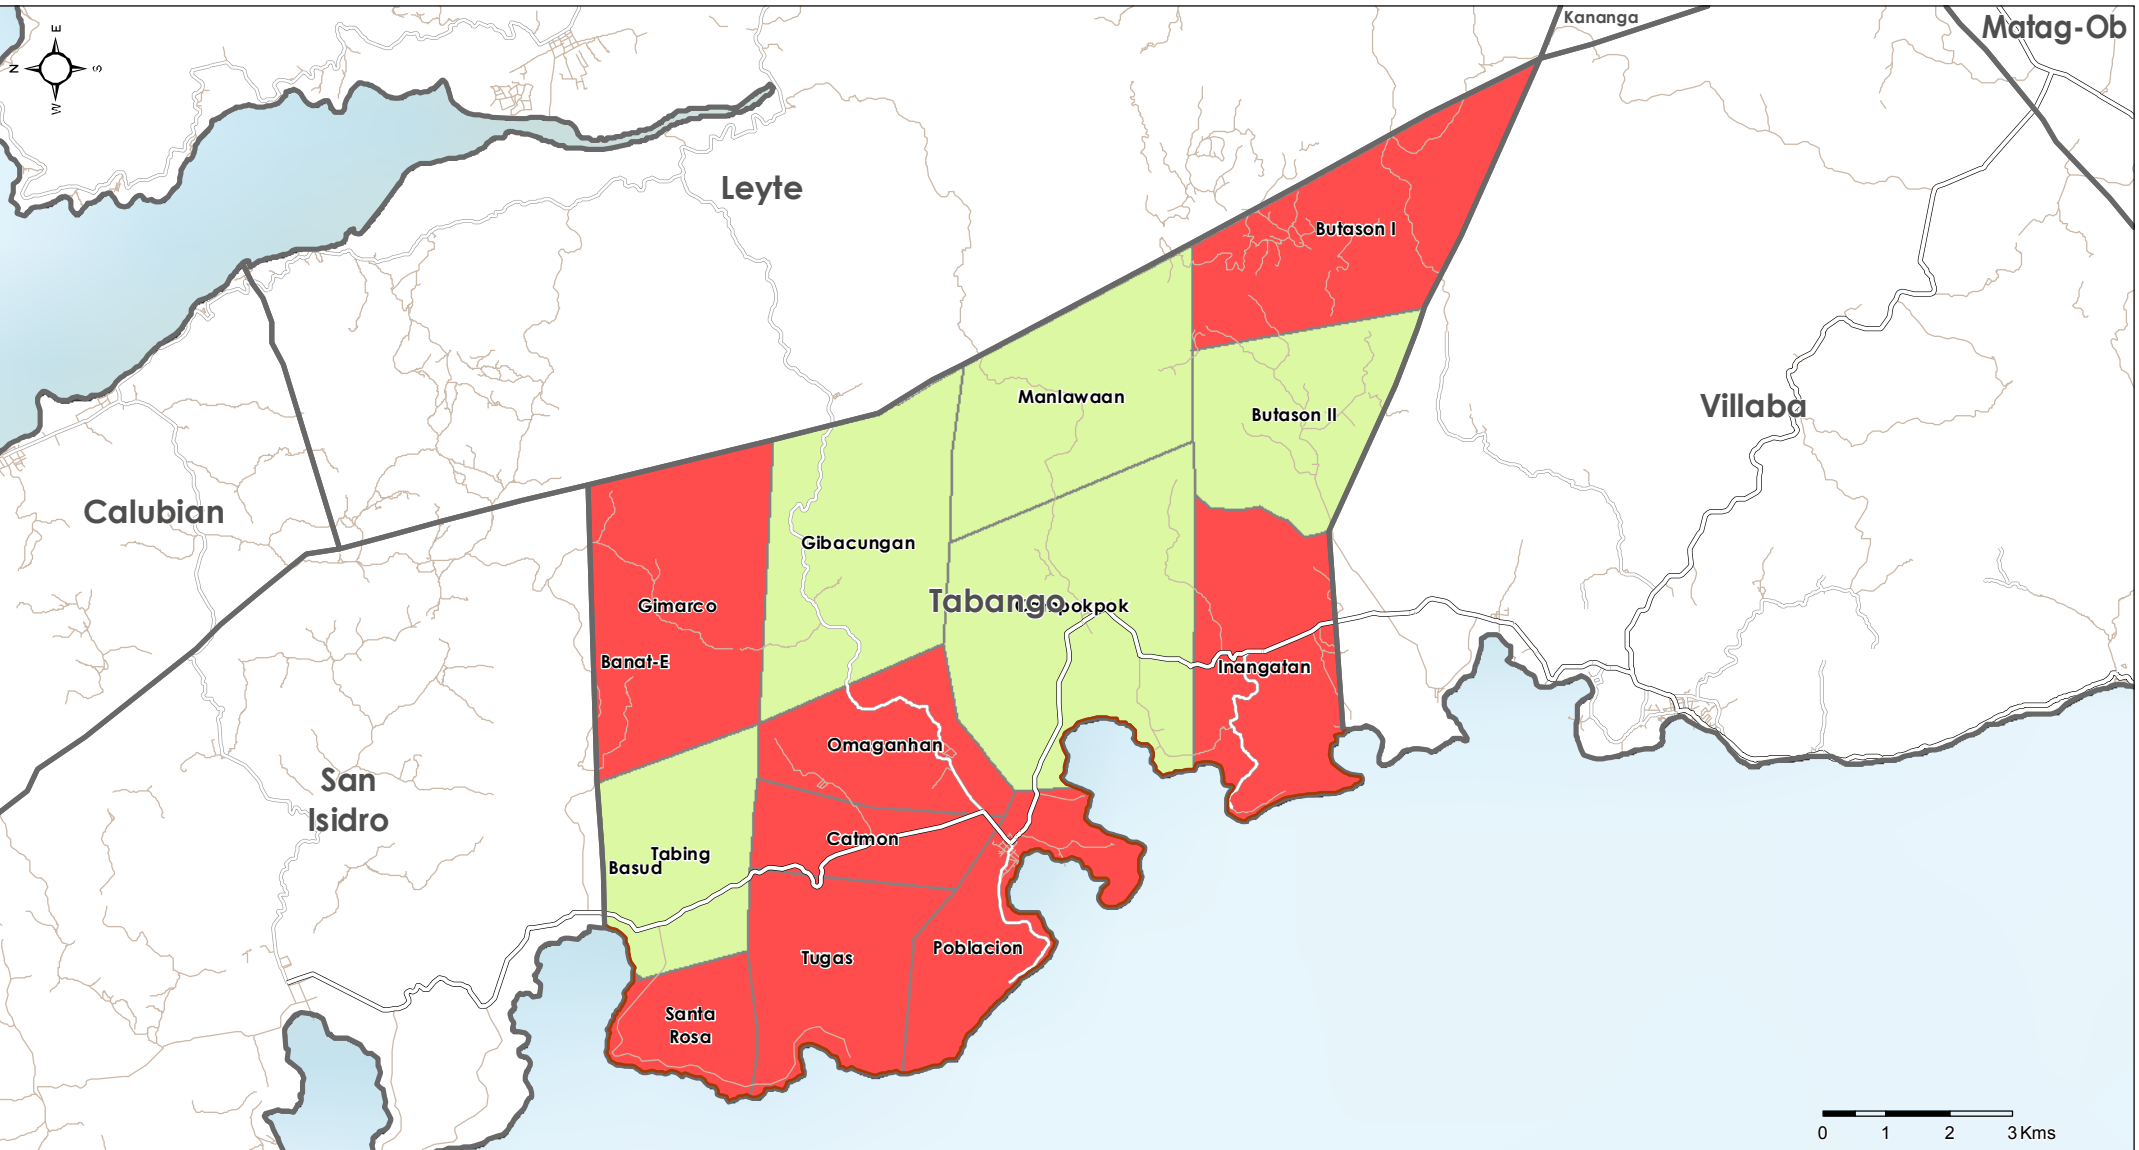 Kananga
Matag-Ob
E
N
S
W
Leyte
Butason I
Manlawaan
Butason II
Villaba
Calubian
Gibacungan
Tabango
Gimarco
Banat-E
Inangatan
Omaganhan
San
Isidro
Catmon
Tabing
Basud
Poblacion
Tugas
Santa
Rosa
0 1 2 3 Kms